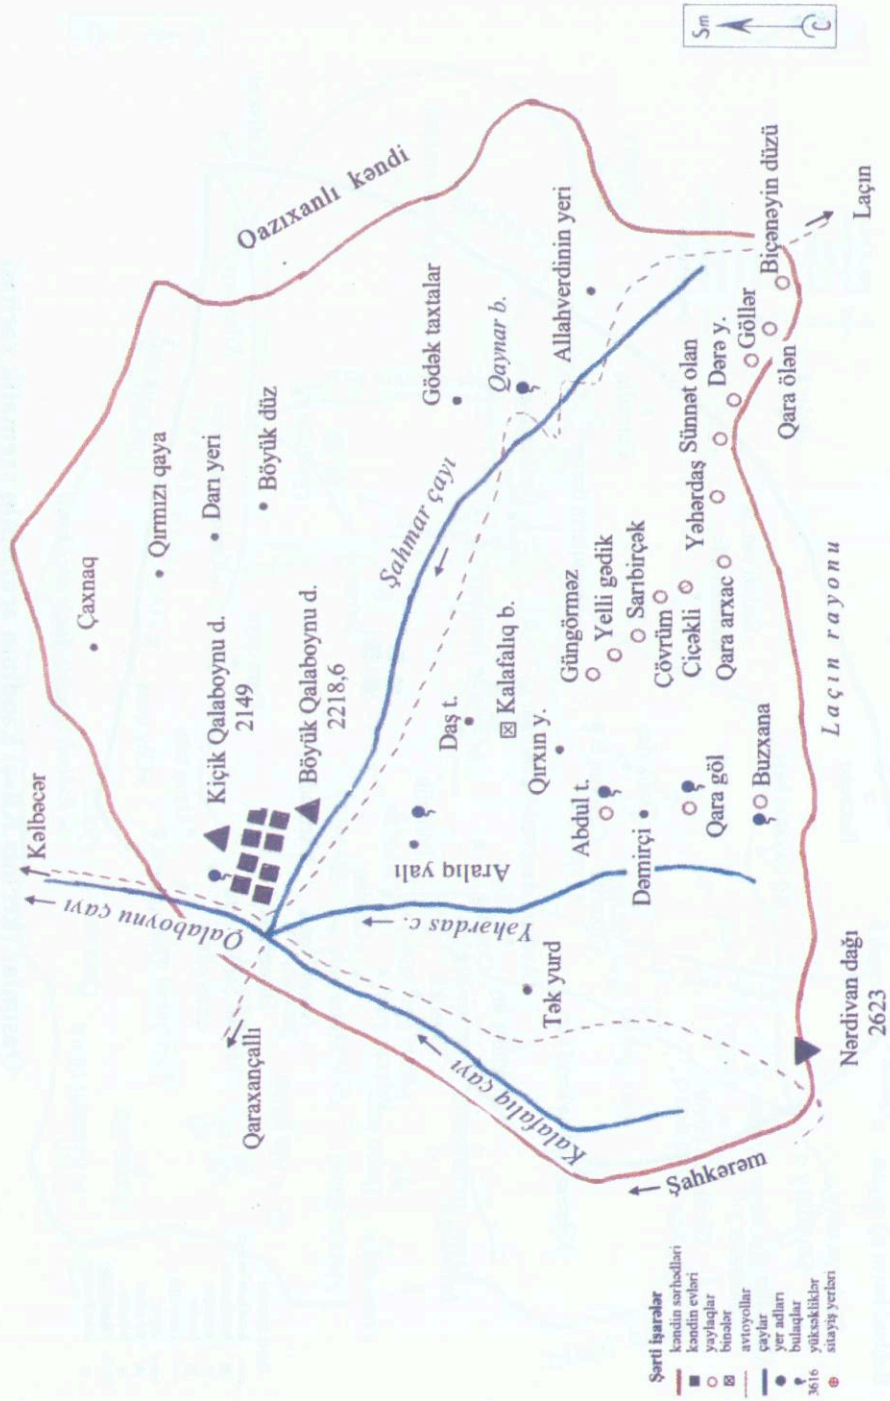 Sm
C
Kəlbəcər
Çaxnaq
Qırmızı qaya
Darı yeri
Böyük düz
Qazıxanlı kəndi
Qalaboynu çayı
Kiçik Qalaboynu d.
2149
Böyük Qalaboynu d.
2218,6
Qaraxançallı
Şahmar çayı
Gödək taxtalar
Qaynar b.
Allahverdinin yeri
Laçın
Aralıq yalı
Daş t.
Kalafalıq b.
Qırxın y.
Yəhərdas c.
Kalafalıq çayı
Tək yurd
Abdul t.
Dəmirçi
Qara göl
Buzxana
Güngörməz
Yelli gədik
Sarıbirçək
Çövrüm
Ciçəkli
Qara arxac
Yəhərdaş
Sünnət olan
Dərə y.
Göllər
Qara ölən
Biçənəyin düzü
Laçın rayonu
Nərdivan dağı
2623
Şahkərəm
Şərti işarələr
kəndin sərhədləri
kəndin evləri
yaylaqlar
binələr
avtoyollar
çaylar
yer adları
bulaqlar
3616 yüksəkliklər
sitayiş yerləri